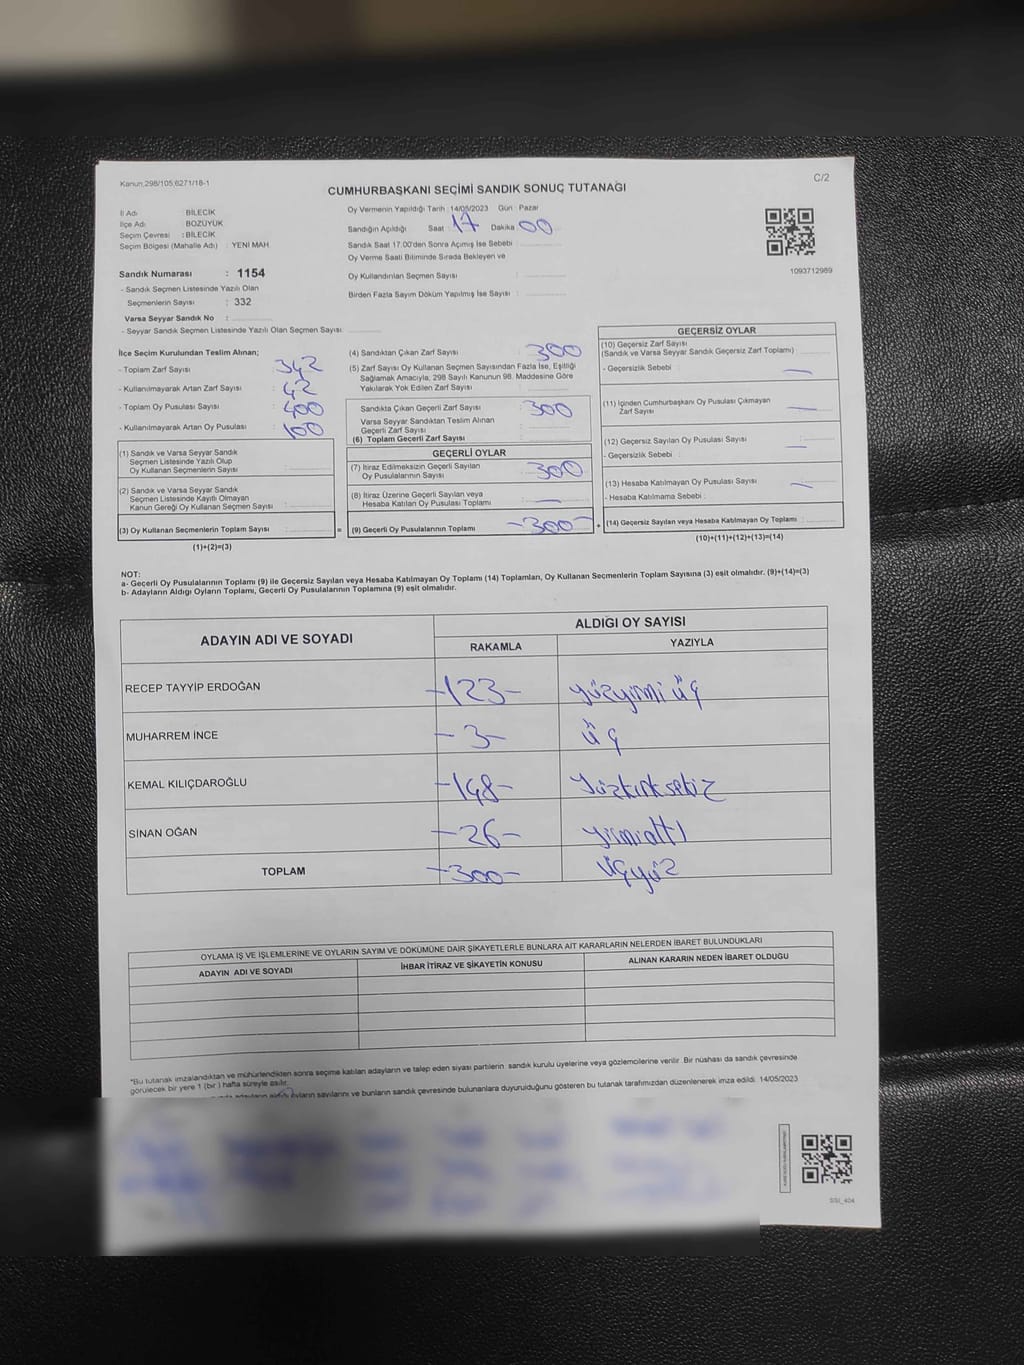 Kanun;298/105;6271/18-1
C/2
CUMHURBAŞKANI SEÇİMİ SANDIK SONUÇ TUTANAĞI
İl Adı : BİLECİK
İlçe Adı : BOZÜYÜK
Seçim Çevresi : BİLECİK
Seçim Bölgesi (Mahalle Adı) : YENİ MAH.
Sandık Numarası : 1154
- Sandık Seçmen Listesinde Yazılı Olan
Seçmenlerin Sayısı : 332
Varsa Seyyar Sandık No :
- Seyyar Sandık Seçmen Listesinde Yazılı Olan Seçmen Sayısı:
Oy Vermenin Yapıldığı Tarih : 14/05/2023 Gün : Pazar
Sandığın Açıldığı Saat 17 Dakika 00
Sandık Saat 17.00'den Sonra Açılmış İse Sebebi :
Oy Verme Saati Bitiminde Sırada Bekleyen ve
Oy Kullandırılan Seçmen Sayısı :
Birden Fazla Sayım Döküm Yapılmış İse Sayısı :
1093712989
İlçe Seçim Kurulundan Teslim Alınan;
- Toplam Zarf Sayısı : 342
- Kullanılmayarak Artan Zarf Sayısı : 42
- Toplam Oy Pusulası Sayısı : 400
- Kullanılmayarak Artan Oy Pusulası : 100
(1) Sandık ve Varsa Seyyar Sandık
Seçmen Listesinde Yazılı Olup
Oy Kullanan Seçmenlerin Sayısı :
(2) Sandık ve Varsa Seyyar Sandık
Seçmen Listesinde Kayıtlı Olmayan
Kanun Gereği Oy Kullanan Seçmen Sayısı :
(3) Oy Kullanan Seçmenlerin Toplam Sayısı : =
(1)+(2)=(3)
(4) Sandıktan Çıkan Zarf Sayısı : 300
(5) Zarf Sayısı Oy Kullanan Seçmen Sayısından Fazla İse, Eşitliği
Sağlamak Amacıyla, 298 Sayılı Kanunun 98. Maddesine Göre
Yakılarak Yok Edilen Zarf Sayısı :
Sandıkta Çıkan Geçerli Zarf Sayısı : 300
Varsa Seyyar Sandıktan Teslim Alınan
Geçerli Zarf Sayısı :
(6) Toplam Geçerli Zarf Sayısı :
GEÇERLİ OYLAR
(7) İtiraz Edilmeksizin Geçerli Sayılan
Oy Pusulalarının Sayısı : 300
(8) İtiraz Üzerine Geçerli Sayılan veya
Hesaba Katılan Oy Pusulası Toplamı : —
(9) Geçerli Oy Pusulalarının Toplamı : -300- +
GEÇERSİZ OYLAR
(10) Geçersiz Zarf Sayısı
(Sandık ve Varsa Seyyar Sandık Geçersiz Zarf Toplamı) :
- Geçersizlik Sebebi : —
(11) İçinden Cumhurbaşkanı Oy Pusulası Çıkmayan
Zarf Sayısı : —
(12) Geçersiz Sayılan Oy Pusulası Sayısı : —
- Geçersizlik Sebebi :
(13) Hesaba Katılmayan Oy Pusulası Sayısı : —
- Hesaba Katılmama Sebebi :
(14) Geçersiz Sayılan veya Hesaba Katılmayan Oy Toplamı :
(10)+(11)+(12)+(13)=(14)
NOT:
a- Geçerli Oy Pusulalarının Toplamı (9) ile Geçersiz Sayılan veya Hesaba Katılmayan Oy Toplamı (14) Toplamları, Oy Kullanan Seçmenlerin Toplam Sayısına (3) eşit olmalıdır. (9)+(14)=(3)
b- Adayların Aldığı Oyların Toplamı, Geçerli Oy Pusulalarının Toplamına (9) eşit olmalıdır.
ADAYIN ADI VE SOYADI
ALDIĞI OY SAYISI
RAKAMLA YAZIYLA
RECEP TAYYİP ERDOĞAN -123- yüzyirmi üç
MUHARREM İNCE -3- üç
KEMAL KILIÇDAROĞLU -148- Yüzkırksekiz
SİNAN OĞAN -26- yirmialtı
TOPLAM -300- üçyüz
OYLAMA İŞ VE İŞLEMLERİNE VE OYLARIN SAYIM VE DÖKÜMÜNE DAİR ŞİKAYETLERLE BUNLARA AİT KARARLARIN NELERDEN İBARET BULUNDUKLARI
ADAYIN ADI VE SOYADI İHBAR İTİRAZ VE ŞİKAYETİN KONUSU ALINAN KARARIN NEDEN İBARET OLDUĞU
*Bu tutanak imzalandıktan ve mühürlendikten sonra seçime katılan adayların ve talep eden siyasi partilerin sandık kurulu üyelerine veya gözlemcilerine verilir. Bir nüshası da sandık çevresinde
görülecek bir yere 1 (bir ) hafta süreyle asılır.
adayların aldığı oyların sayılarını ve bunların sandık çevresinde bulunanlara duyurulduğunu gösteren bu tutanak tarafımızdan düzenlenerek imza edildi. 14/05/2023
SSI_404